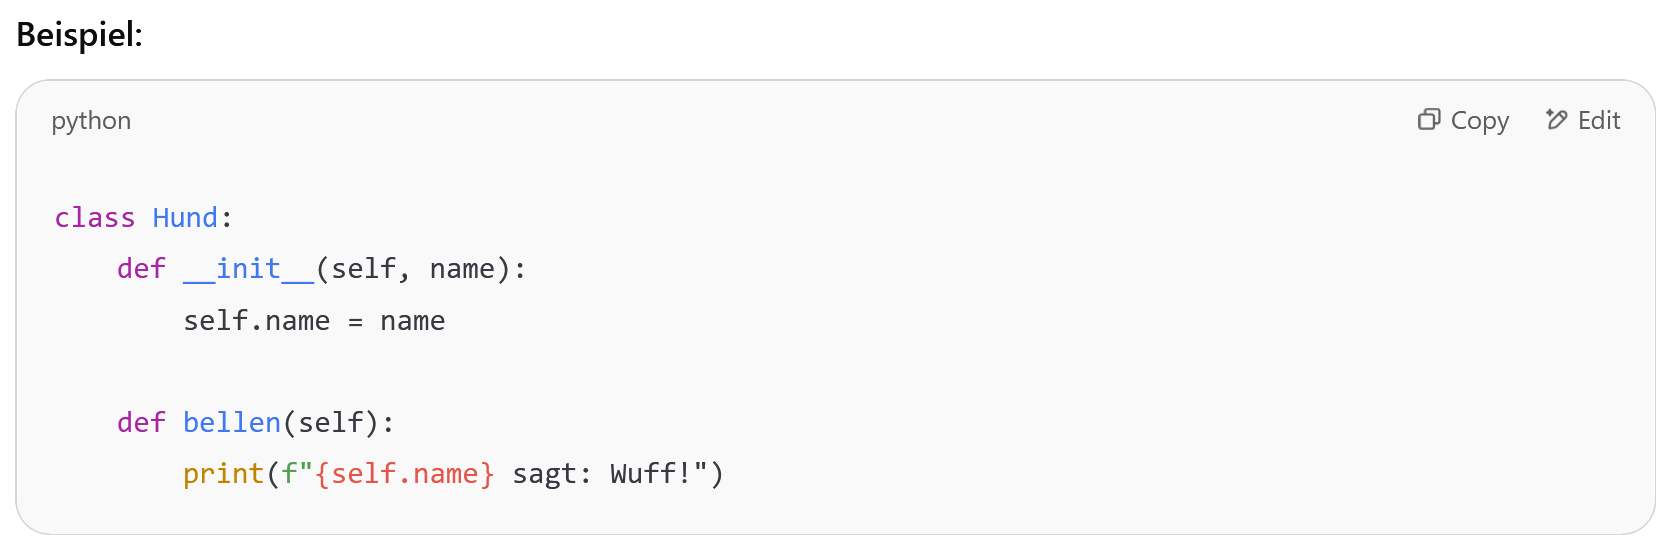 Beispiel:
python Copy Edit
class Hund:
    def __init__(self, name):
        self.name = name
    def bellen(self):
        print(f"{self.name} sagt: Wuff!")